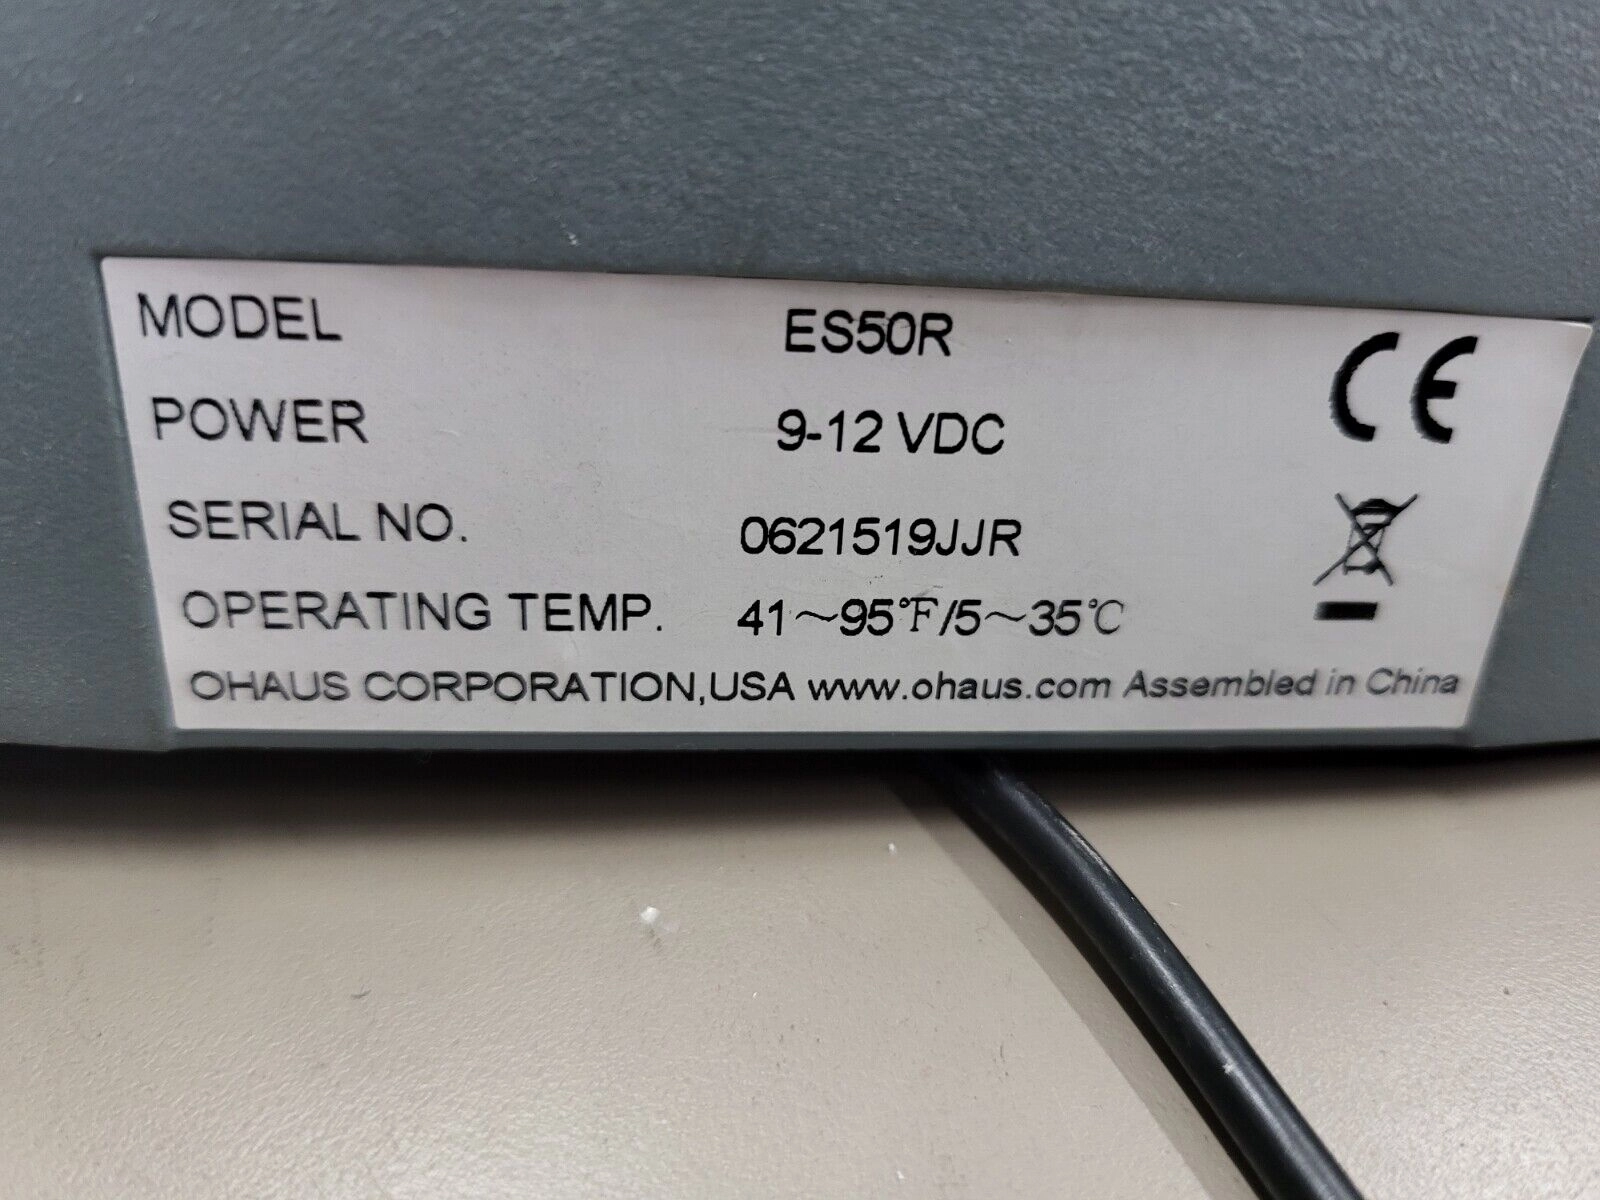 MODEL ES50R
POWER 9-12 VDC
SERIAL NO. 0621519JJR
OPERATING TEMP. 41～95℉/5～35℃
OHAUS CORPORATION,USA www.ohaus.com Assembled in China
CE